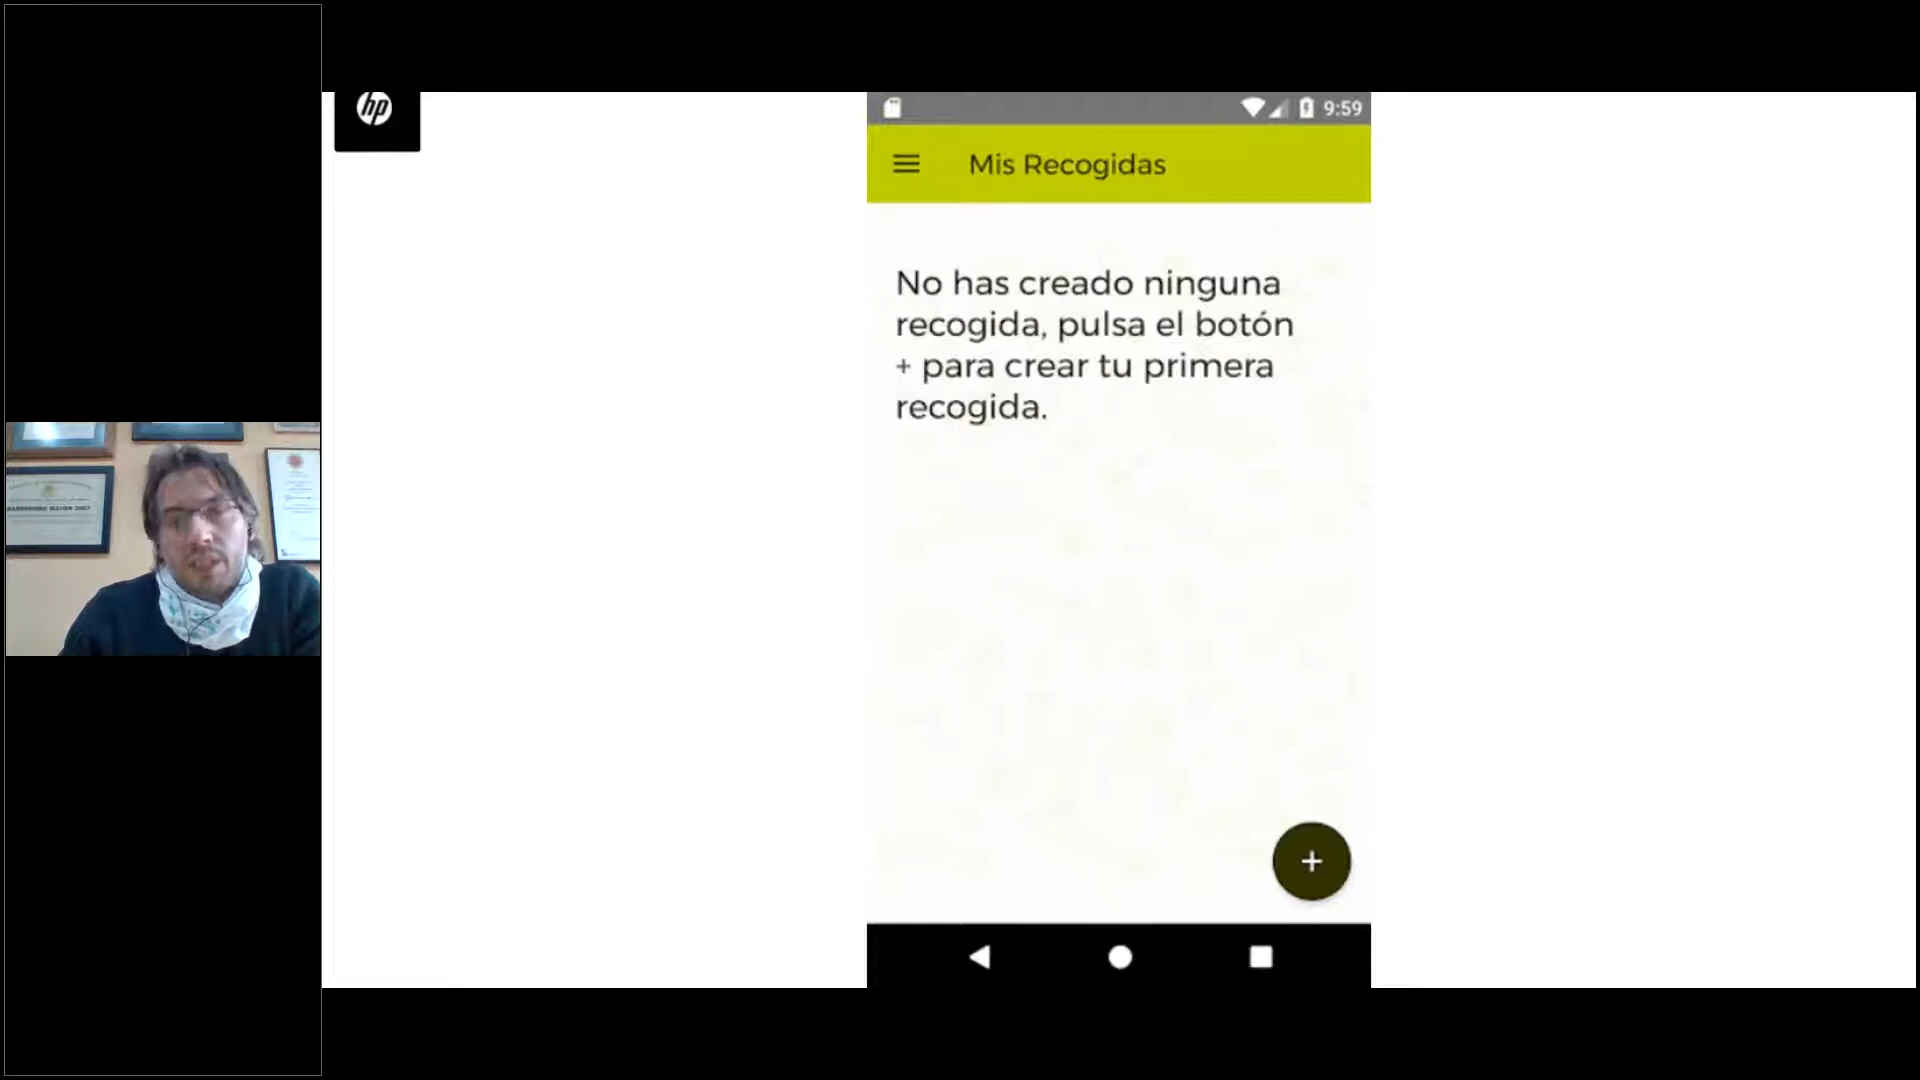 hp
9:59
Mis Recogidas
No has creado ninguna
recogida, pulsa el botón
+ para crear tu primera
recogida.
+